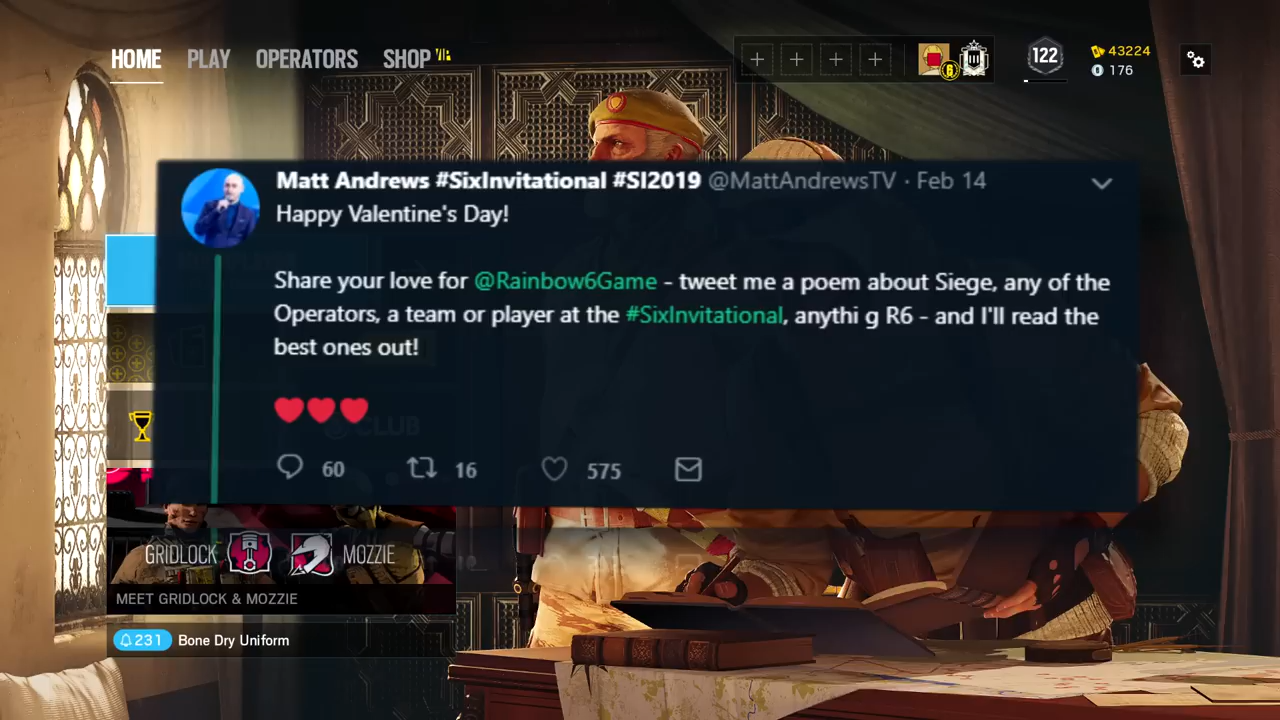 HOME PLAY OPERATORS SHOP
122
43224
176
Matt Andrews #SixInvitational #SI2019 @MattAndrewsTV · Feb 14
Happy Valentine's Day!
Share your love for @Rainbow6Game - tweet me a poem about Siege, any of the
Operators, a team or player at the #SixInvitational, anythi g R6 - and I'll read the
best ones out!
❤❤❤
60 16 575
CLUB
GRIDLOCK MOZZIE
MEET GRIDLOCK & MOZZIE
231 Bone Dry Uniform